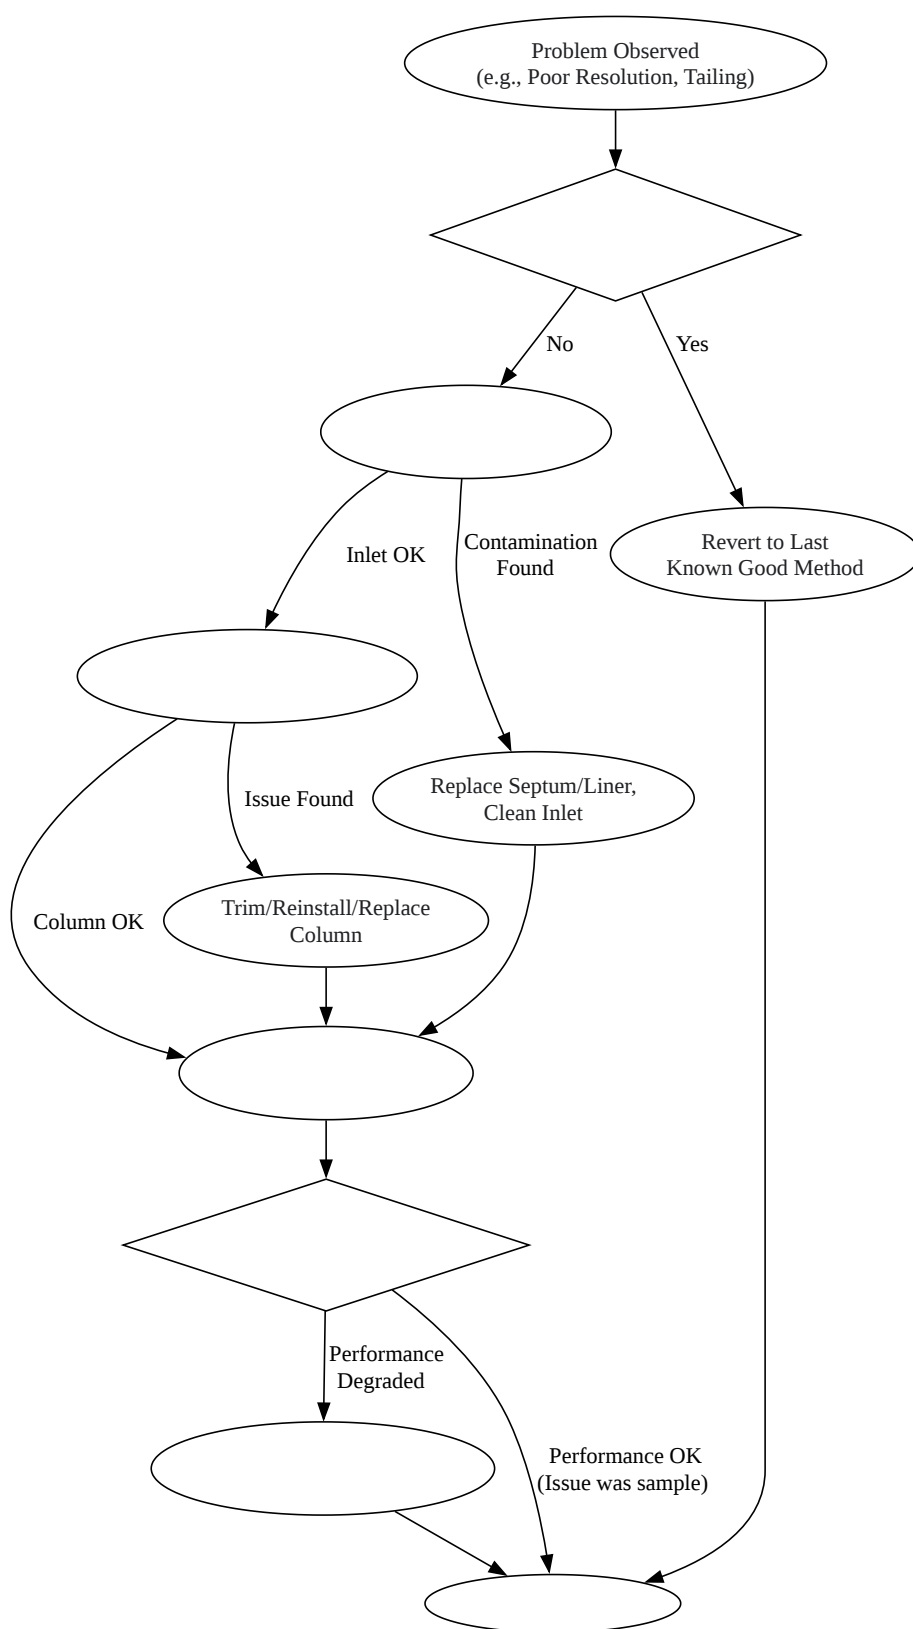 Problem Observed
(e.g., Poor Resolution, Tailing)
No
Yes
Inlet OK
Contamination
Found
Revert to Last
Known Good Method
Issue Found
Replace Septum/Liner,
Clean Inlet
Column OK
Trim/Reinstall/Replace
Column
Performance
Degraded
Performance OK
(Issue was sample)